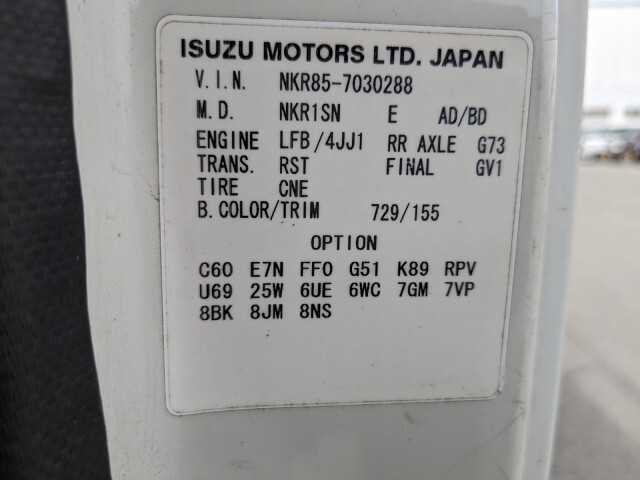 ISUZU MOTORS LTD. JAPAN
V.I.N. NKR85-7030288
M.D. NKR1SN E AD/BD
ENGINE LFB/4JJ1 RR AXLE G73
TRANS. RST FINAL GV1
TIRE CNE
B.COLOR/TRIM 729/155
OPTION
C60 E7N FF0 G51 K89 RPV
U69 25W 6UE 6WC 7GM 7VP
8BK 8JM 8NS